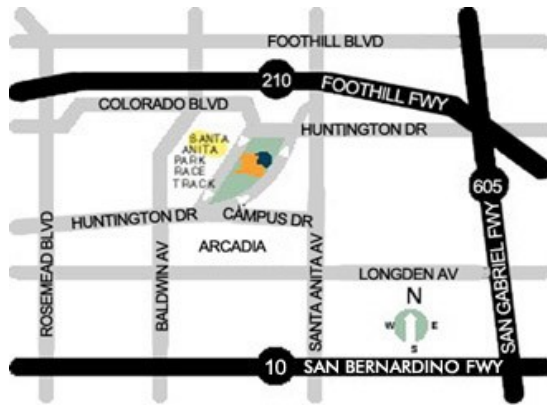 FOOTHILL BLVD
210
FOOTHILL FWY
COLORADO BLVD
HUNTINGTON DR
SANTA
ANITA
PARK
RACE
TRACK
605
HUNTINGTON DR
CAMPUS DR
ARCADIA
ROSEMEAD BLVD
BALDWIN AV
SANTA ANITA AV
LONGDEN AV
SAN GABRIEL FWY
N
W E
S
10
SAN BERNARDINO FWY